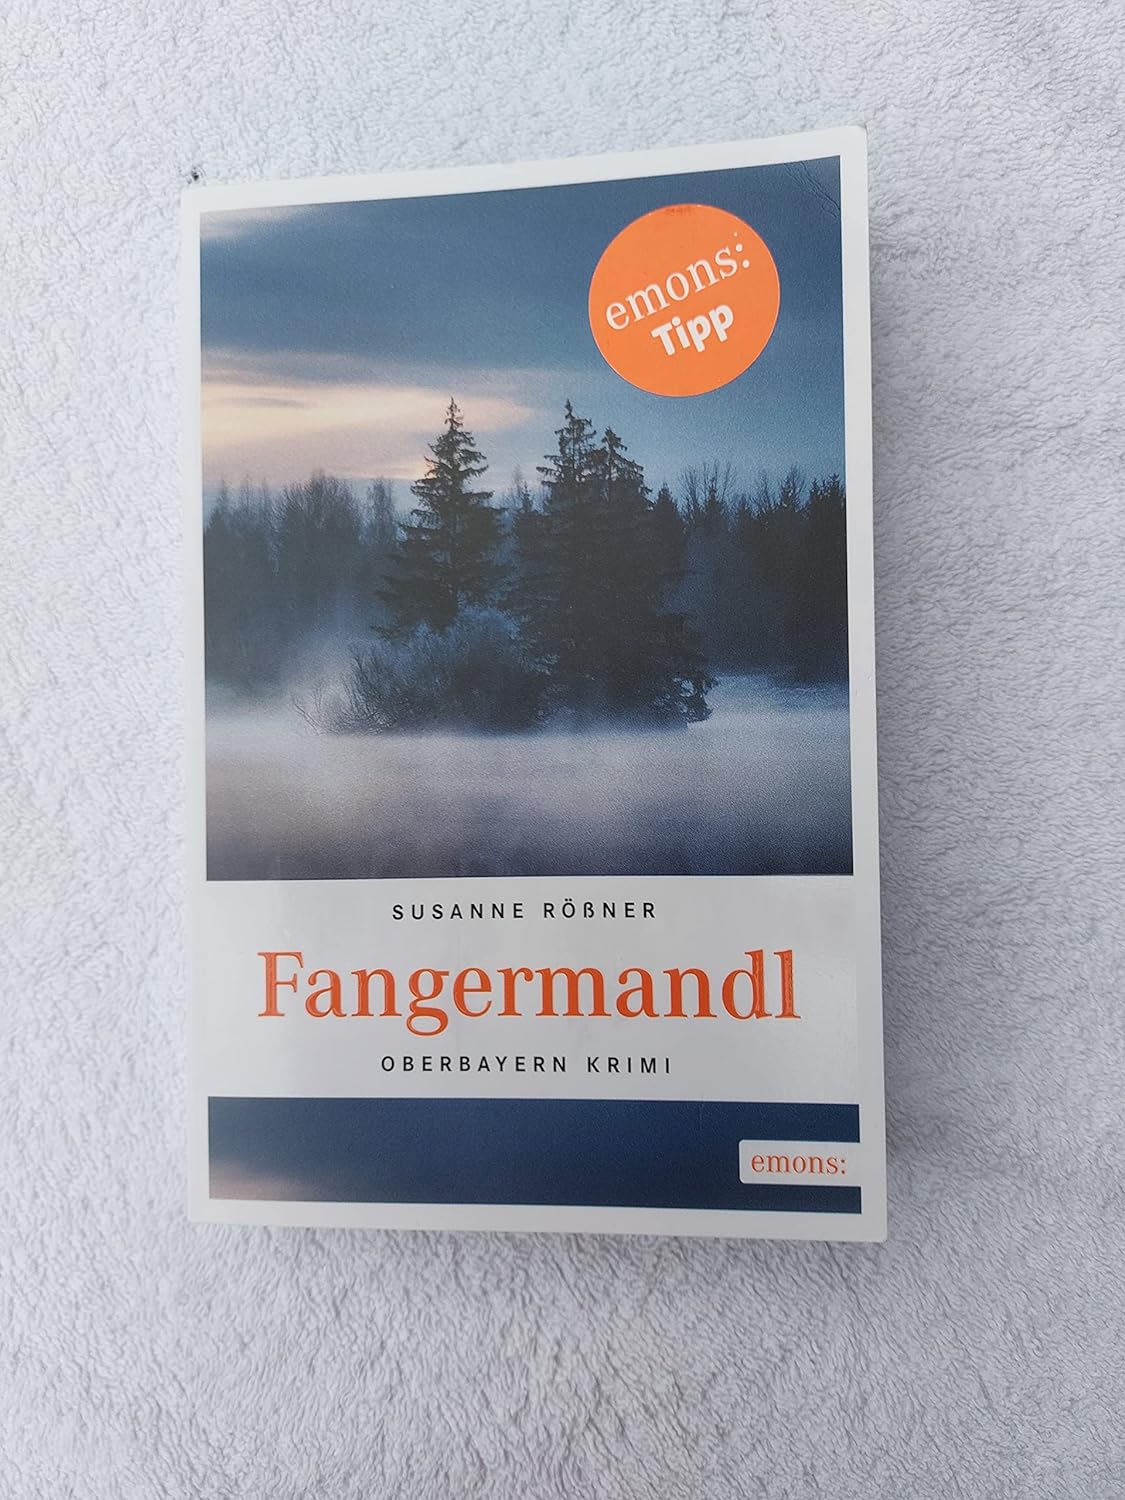 emons:
Tipp
SUSANNE RÖßNER
Fangermandl
OBERBAYERN KRIMI
emons: